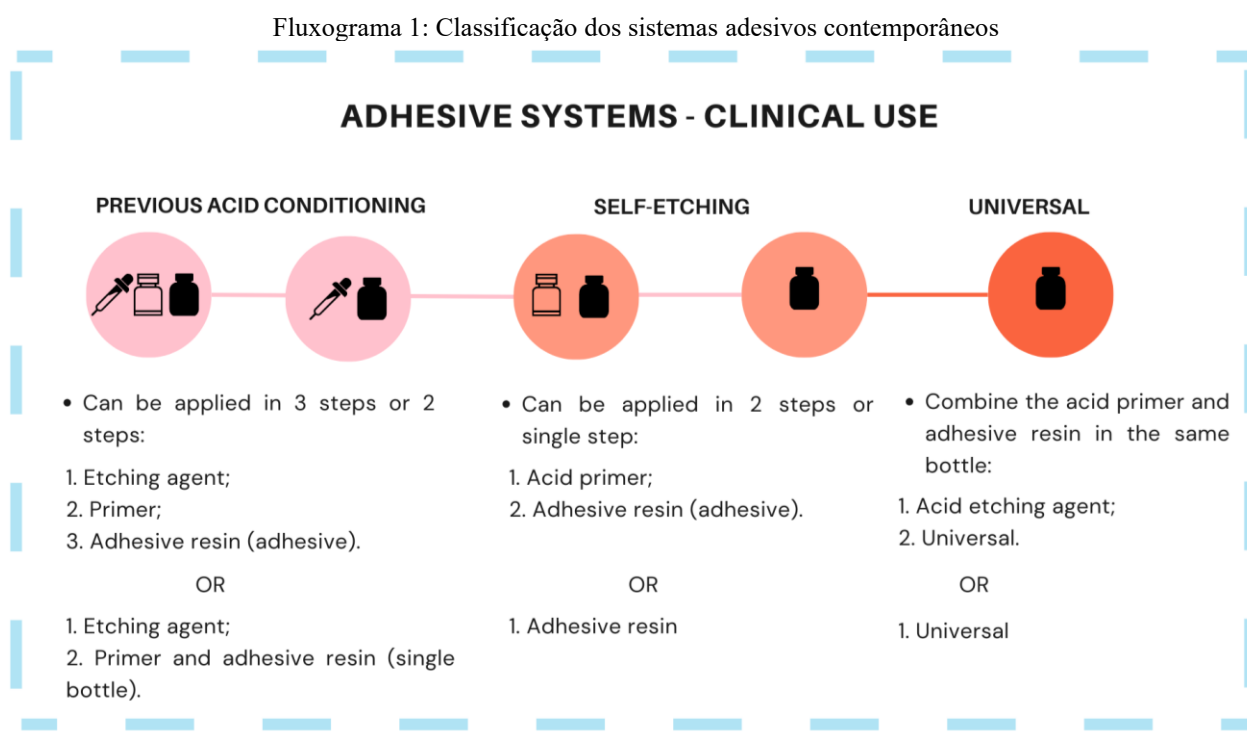 Fluxograma 1: Classificação dos sistemas adesivos contemporâneos
ADHESIVE SYSTEMS - CLINICAL USE
PREVIOUS ACID CONDITIONING
• Can be applied in 3 steps or 2
steps:
1. Etching agent;
2. Primer;
3. Adhesive resin (adhesive).
OR
1. Etching agent;
2. Primer and adhesive resin (single
bottle).
SELF-ETCHING
• Can be applied in 2 steps or
single step:
1. Acid primer;
2. Adhesive resin (adhesive).
OR
1. Adhesive resin
UNIVERSAL
• Combine the acid primer and
adhesive resin in the same
bottle:
1. Acid etching agent;
2. Universal.
OR
1. Universal